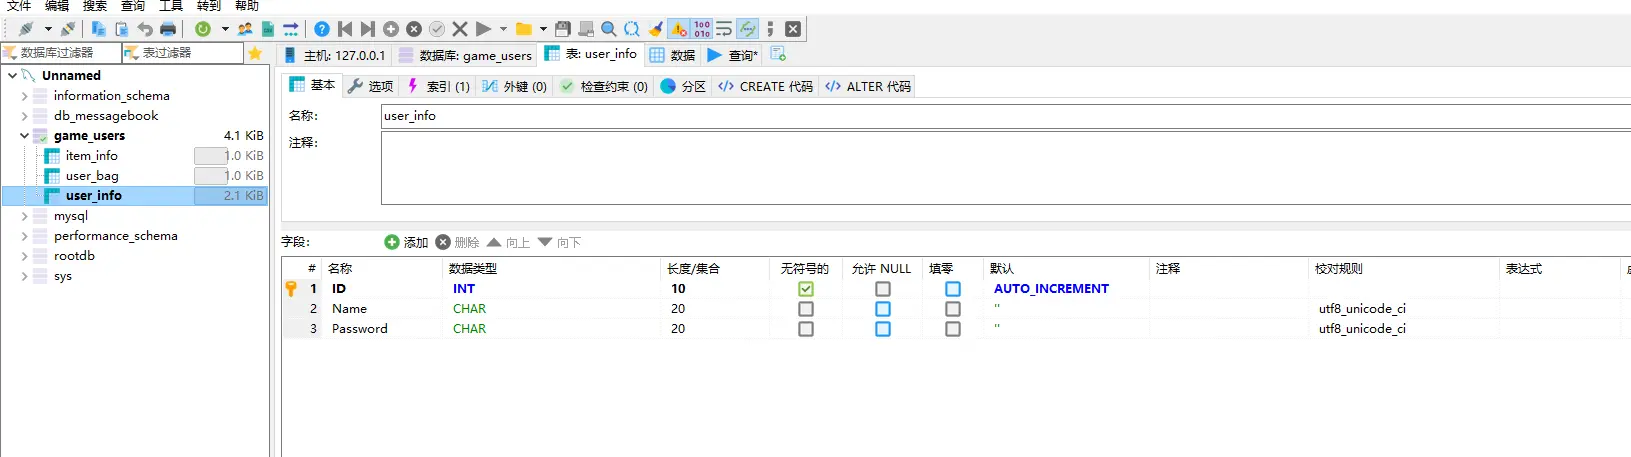 文件 编辑 搜索 查询 工具 转到 帮助
数据库过滤器 表过滤器
主机: 127.0.0.1 数据库: game_users 表: user_info 数据 查询*
Unnamed
information_schema
db_messagebook
game_users 4.1 KiB
item_info 1.0 KiB
user_bag 1.0 KiB
user_info 2.1 KiB
mysql
performance_schema
rootdb
sys
基本 选项 索引 (1) 外键 (0) 检查约束 (0) 分区 CREATE 代码 ALTER 代码
名称: user_info
注释:
字段: 添加 删除 向上 向下
# 名称 数据类型 长度/集合 无符号的 允许 NULL 填零 默认 注释 校对规则 表达式
1 ID INT 10 AUTO_INCREMENT
2 Name CHAR 20 '' utf8_unicode_ci
3 Password CHAR 20 '' utf8_unicode_ci